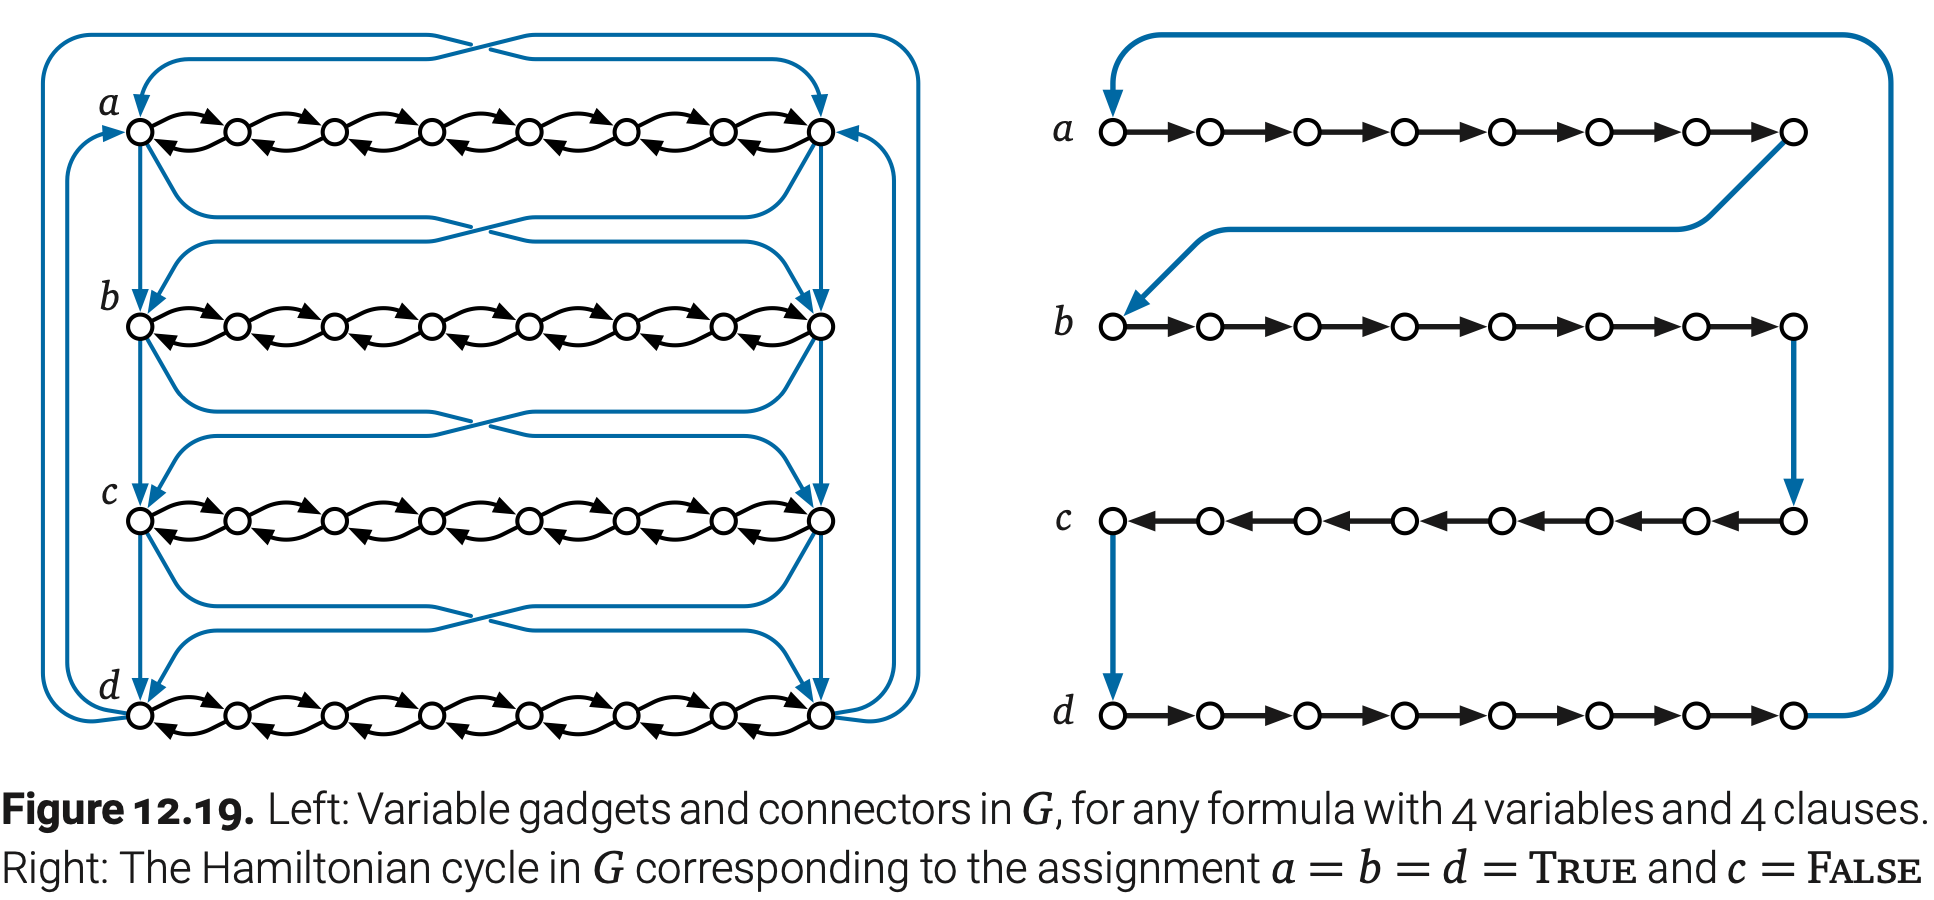 a
b
c
d
a
b
c
d
Figure 12.19. Left: Variable gadgets and connectors in G, for any formula with 4 variables and 4 clauses.
Right: The Hamiltonian cycle in G corresponding to the assignment a = b = d = TRUE and c = FALSE